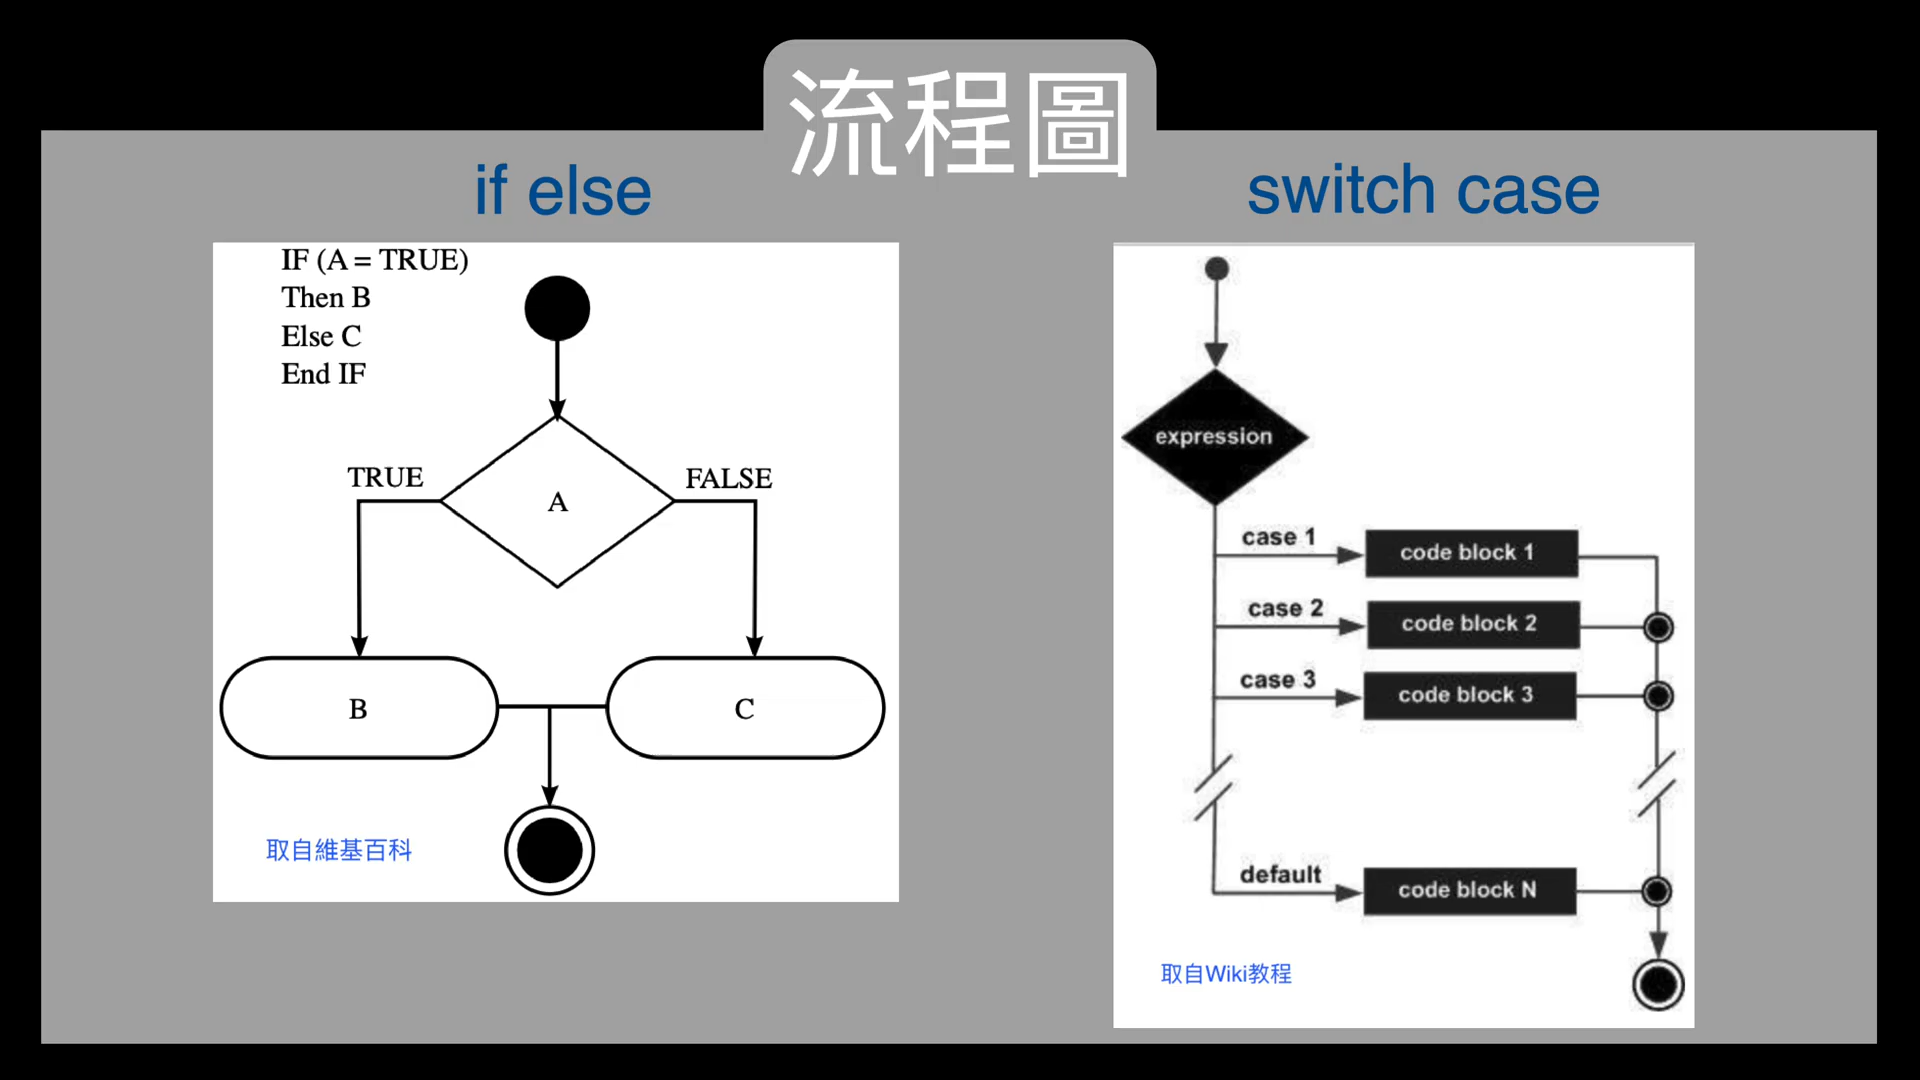 流程圖
if else
IF (A = TRUE)
Then B
Else C
End IF
TRUE
FALSE
A
B
C
取自維基百科
switch case
expression
case 1
code block 1
case 2
code block 2
case 3
code block 3
default
code block N
取自Wiki教程